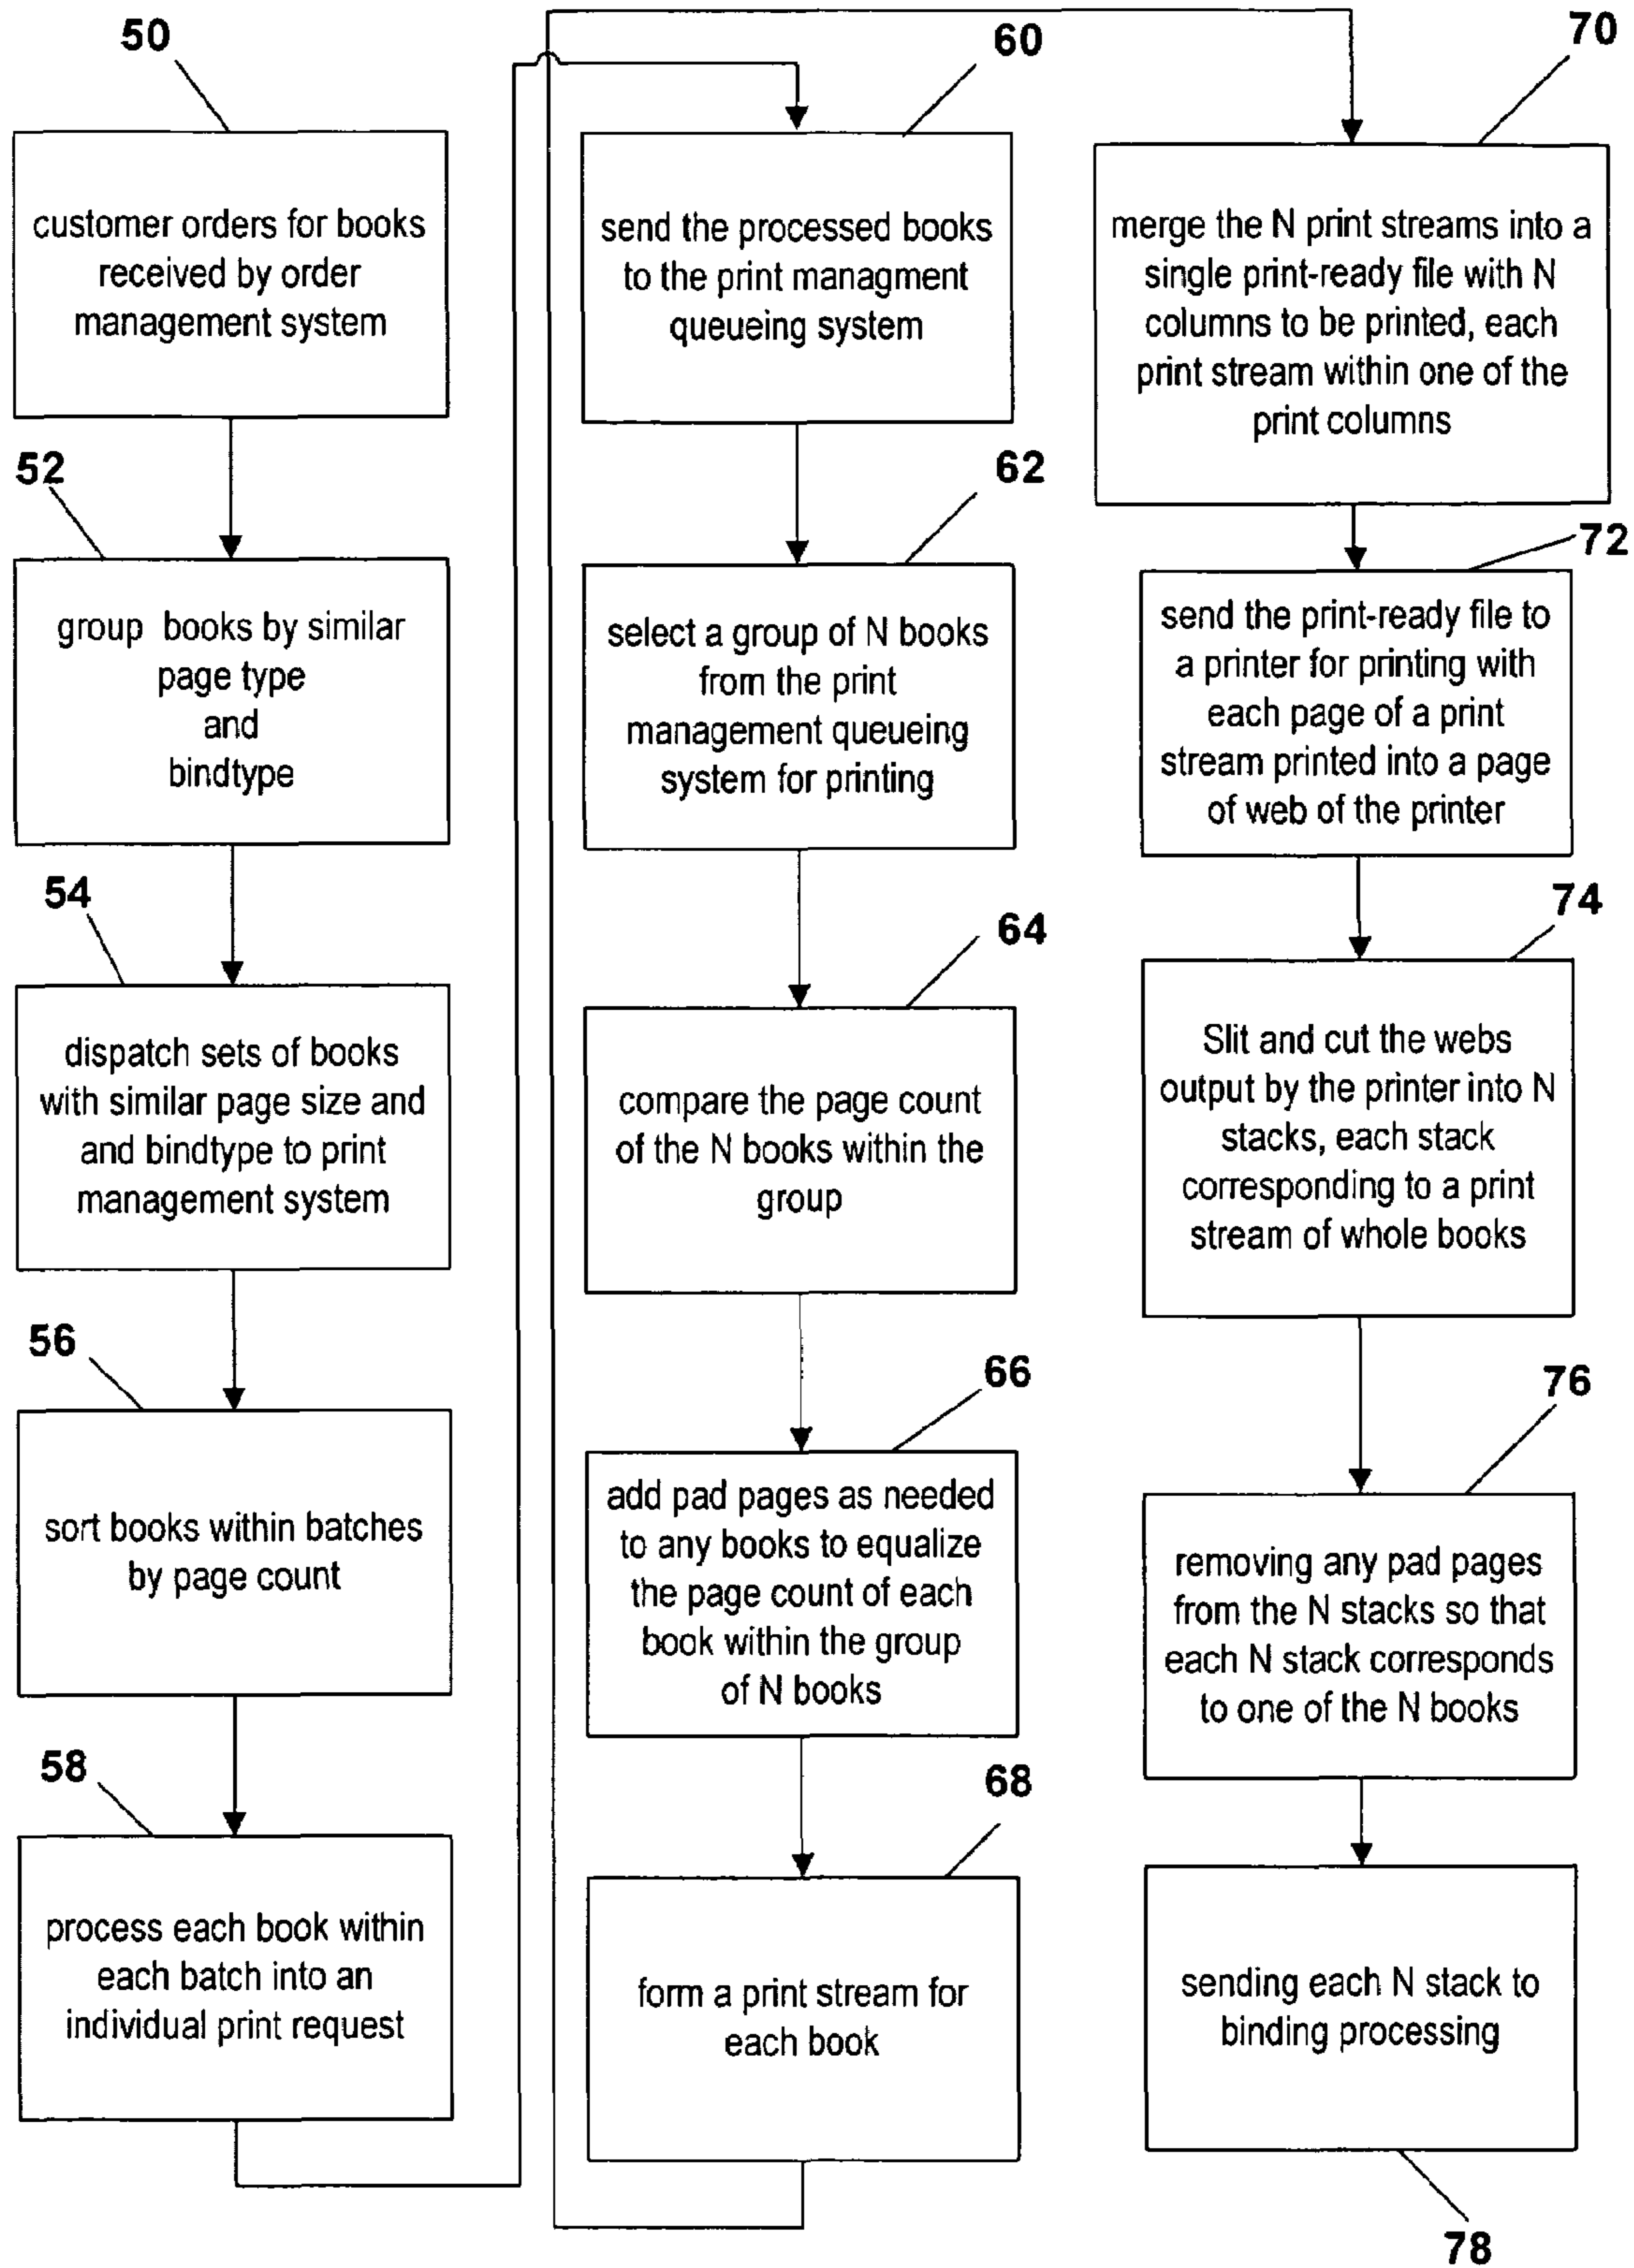 50
customer orders for books
received by order
management system
52
group books by similar
page type
and
bindtype
54
dispatch sets of books
with similar page size and
and bindtype to print
management system
56
sort books within batches
by page count
58
process each book within
each batch into an
individual print request
60
send the processed books
to the print managment
queueing system
62
select a group of N books
from the print
management queueing
system for printing
64
compare the page count
of the N books within the
group
66
add pad pages as needed
to any books to equalize
the page count of each
book within the group
of N books
68
form a print stream for
each book
70
merge the N print streams into a
single print-ready file with N
columns to be printed, each
print stream within one of the
print columns
72
send the print-ready file to
a printer for printing with
each page of a print
stream printed into a page
of web of the printer
74
Slit and cut the webs
output by the printer into N
stacks, each stack
corresponding to a print
stream of whole books
76
removing any pad pages
from the N stacks so that
each N stack corresponds
to one of the N books
sending each N stack to
binding processing
78